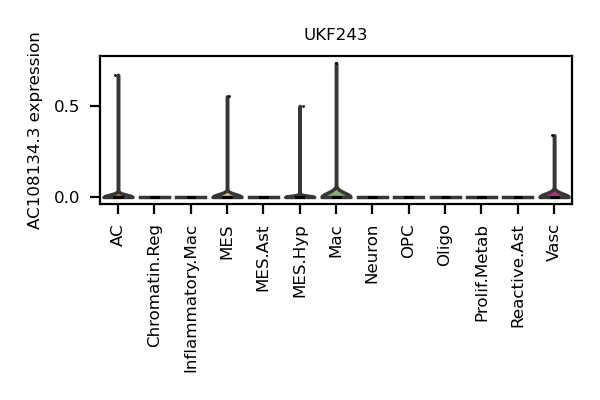 UKF243
AC108134.3 expression
0.5
0.0
AC
Chromatin.Reg
Inflammatory.Mac
MES
MES.Ast
MES.Hyp
Mac
Neuron
OPC
Oligo
Prolif.Metab
Reactive.Ast
Vasc